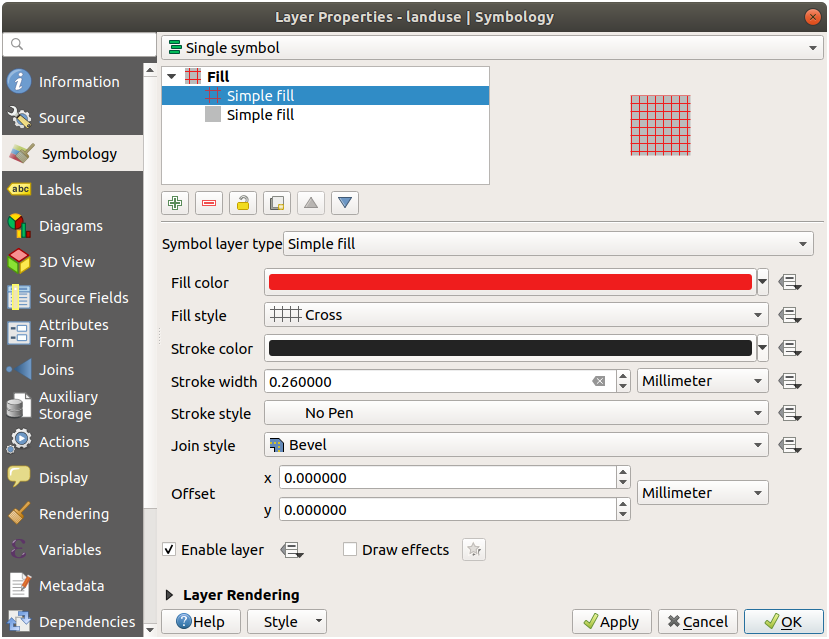 Layer Properties - landuse | Symbology
Single symbol
Information
Source
Symbology
abc Labels
Diagrams
3D View
Source Fields
Attributes
Form
Joins
Auxiliary
Storage
Actions
Display
Rendering
Variables
Metadata
Dependencies
Fill
Simple fill
Simple fill
Symbol layer type Simple fill
Fill color
Fill style Cross
Stroke color
Stroke width 0.260000 Millimeter
Stroke style No Pen
Join style Bevel
Offset
x 0.000000
y 0.000000
Millimeter
Enable layer Draw effects
Layer Rendering
Help Style Apply Cancel OK